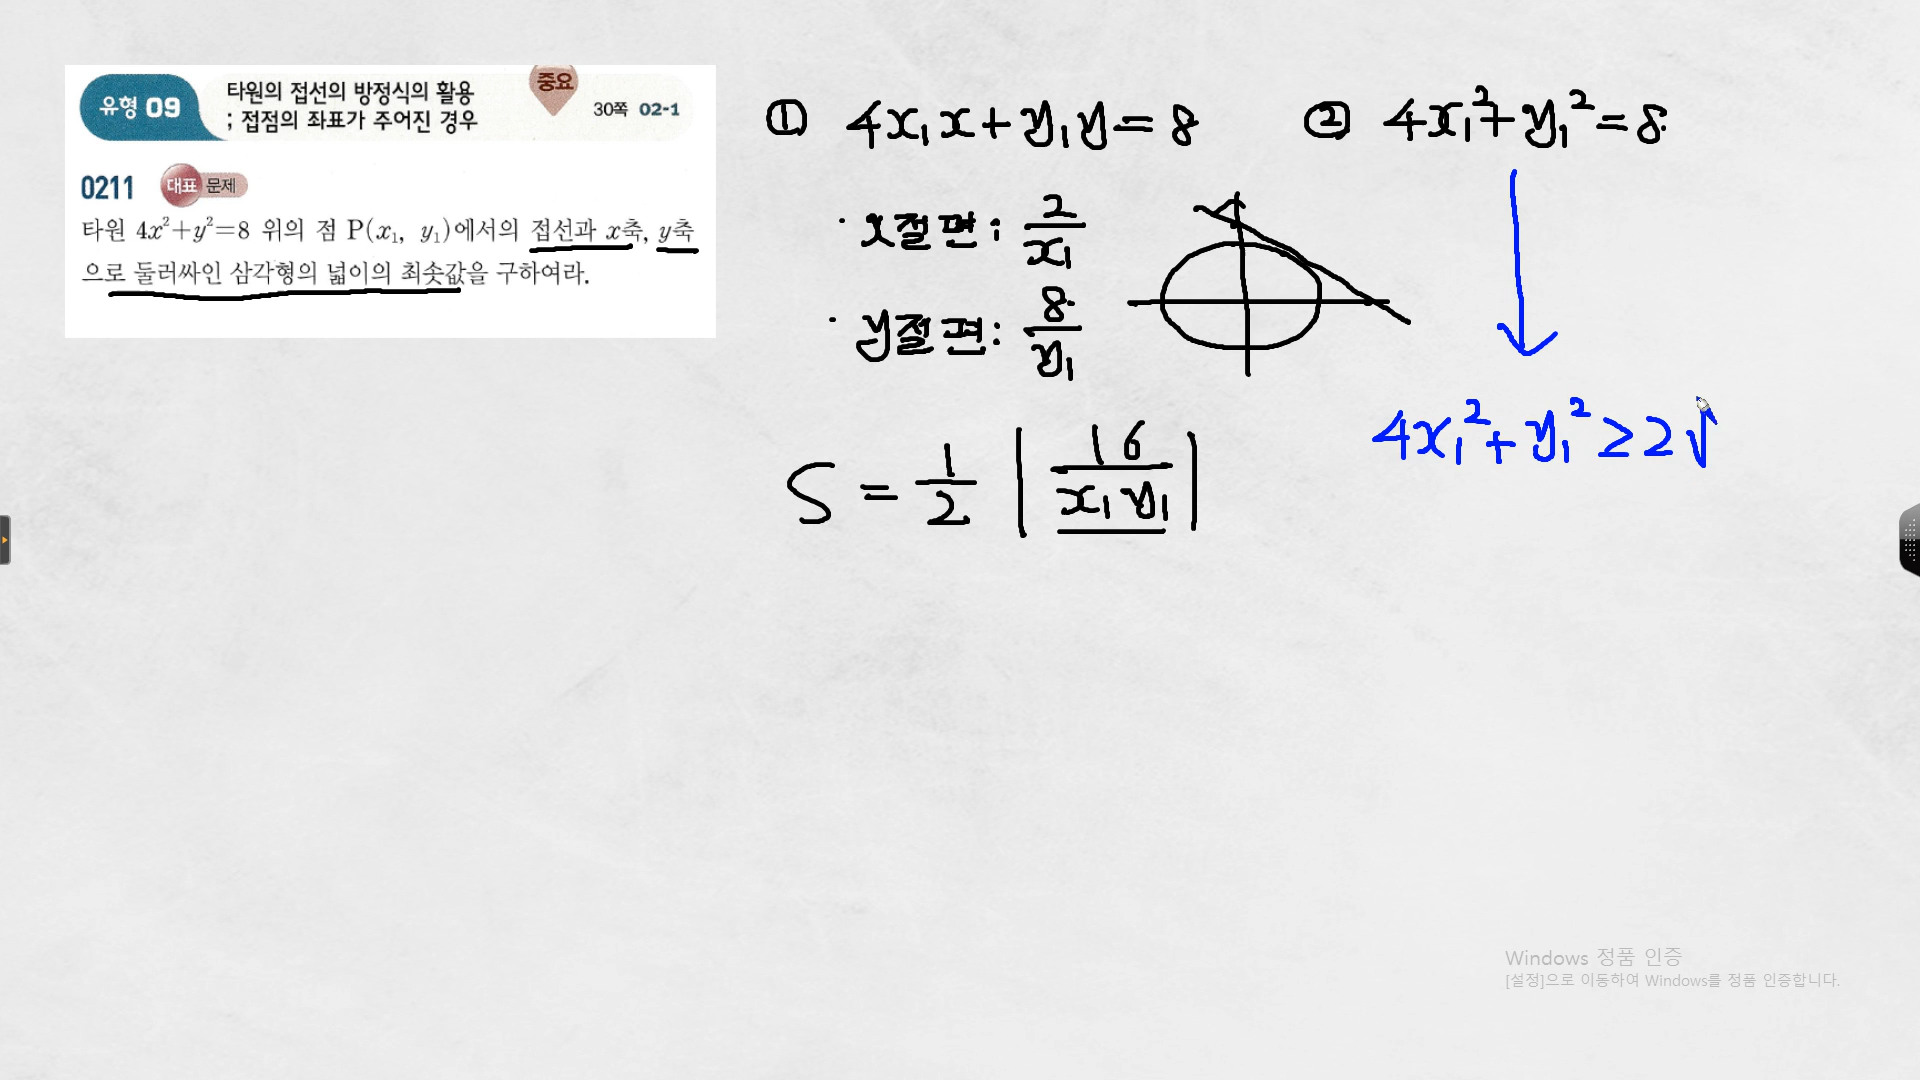 유형 09
타원의 접선의 방정식의 활용
; 접점의 좌표가 주어진 경우
중요
30쪽 02-1
0211 대표 문제
타원 4x²+y²=8 위의 점 P(x₁, y₁)에서의 접선과 x축, y축
으로 둘러싸인 삼각형의 넓이의 최솟값을 구하여라.
① 4x₁x+y₁y=8
· x절편: 2/x₁
· y절편: 8/y₁
S = 1/2 |16/x₁y₁|
② 4x₁²+y₁²=8
4x₁²+y₁²≥2√
Windows 정품 인증
[설정]으로 이동하여 Windows를 정품 인증합니다.